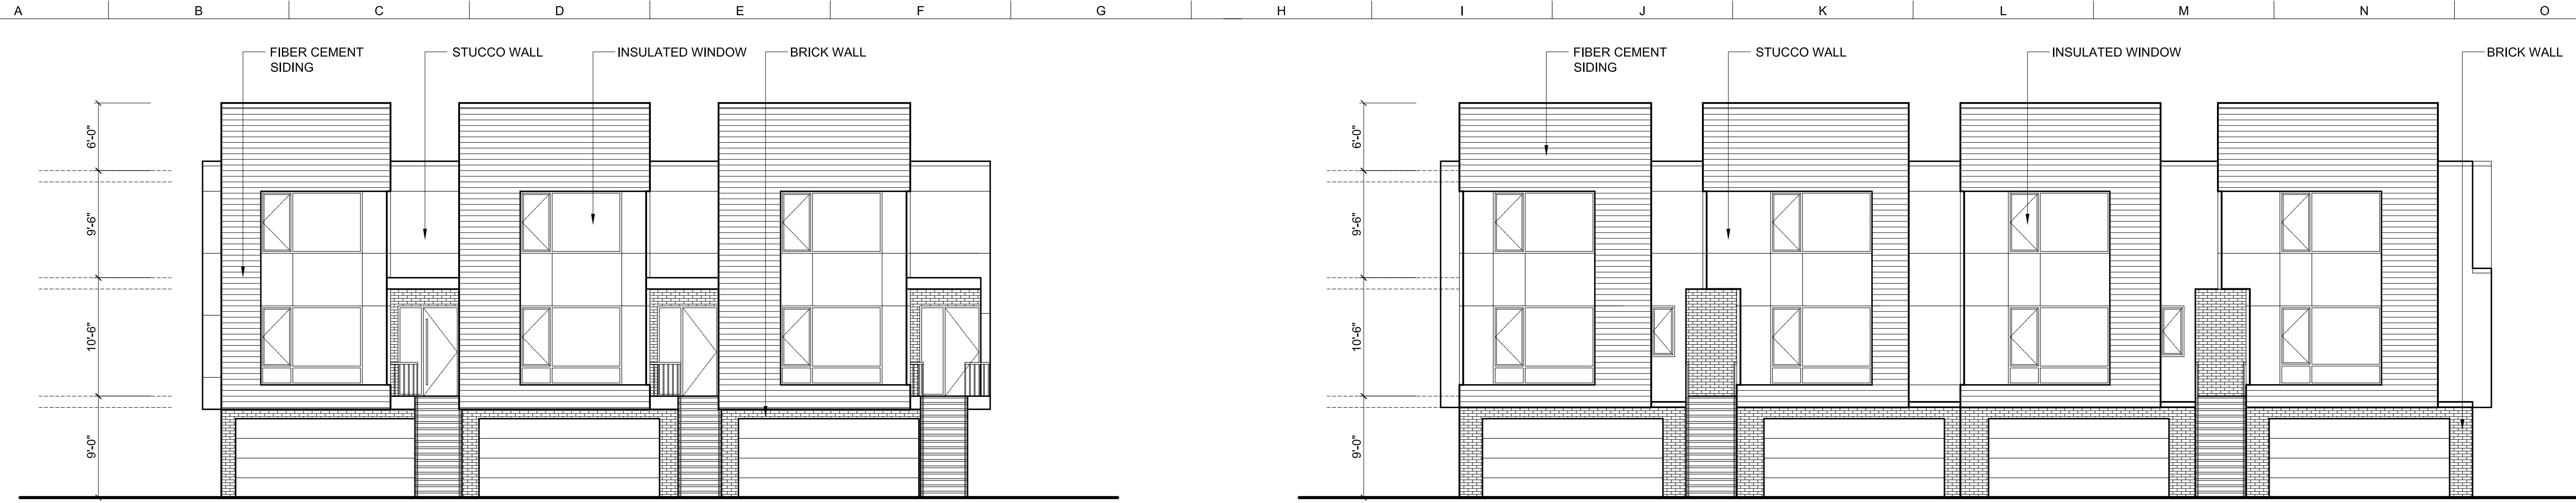 A B C D E F G H I J K L M N O
FIBER CEMENT
SIDING
STUCCO WALL
INSULATED WINDOW
BRICK WALL
FIBER CEMENT
SIDING
STUCCO WALL
INSULATED WINDOW
BRICK WALL
6'-0"
9'-6"
10'-6"
9'-0"
6'-0"
9'-6"
10'-6"
9'-0"